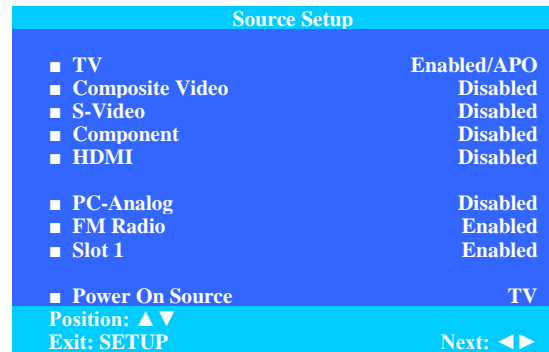 Source Setup
■ TV Enabled/APO
■ Composite Video Disabled
■ S-Video Disabled
■ Component Disabled
■ HDMI Disabled
■ PC-Analog Disabled
■ FM Radio Enabled
■ Slot 1 Enabled
■ Power On Source TV
Position: ▲▼
Exit: SETUP Next: ◄►